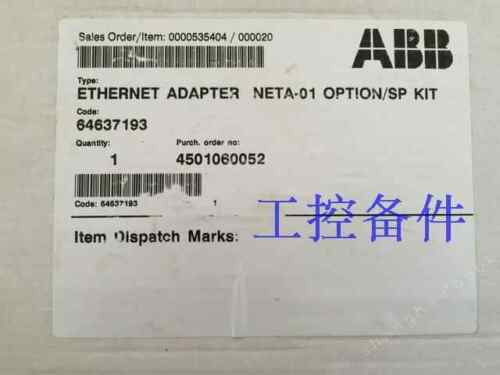 Sales Order/Item: 0000535404 / 000020
ABB
Type:
ETHERNET ADAPTER NETA-01 OPTION/SP KIT
Code:
64637193
Quantity: Purch. order no:
1 4501060052
Code: 64637193 1
Item Dispatch Marks:
工控备件